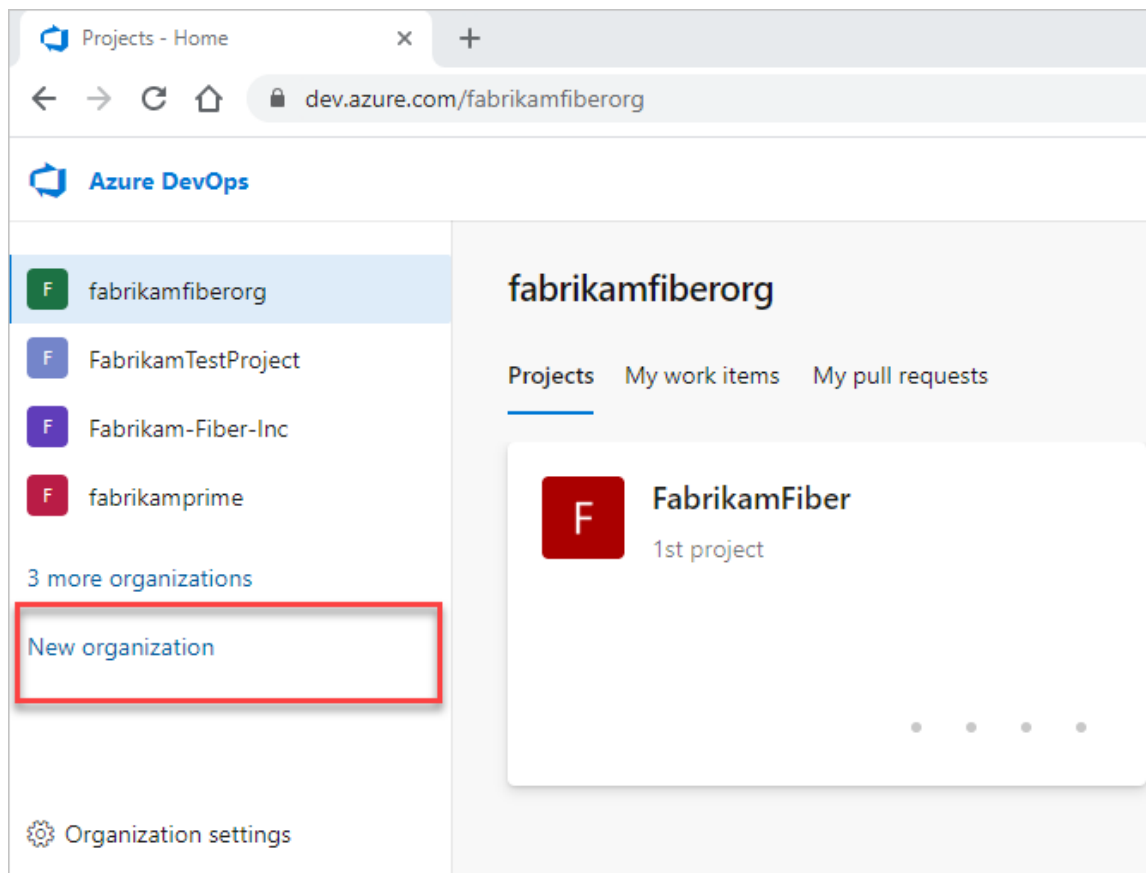 Projects - Home
dev.azure.com/fabrikamfiberorg
Azure DevOps
F fabrikamfiberorg
F FabrikamTestProject
F Fabrikam-Fiber-Inc
F fabrikamprime
3 more organizations
New organization
Organization settings
fabrikamfiberorg
Projects My work items My pull requests
F
FabrikamFiber
1st project